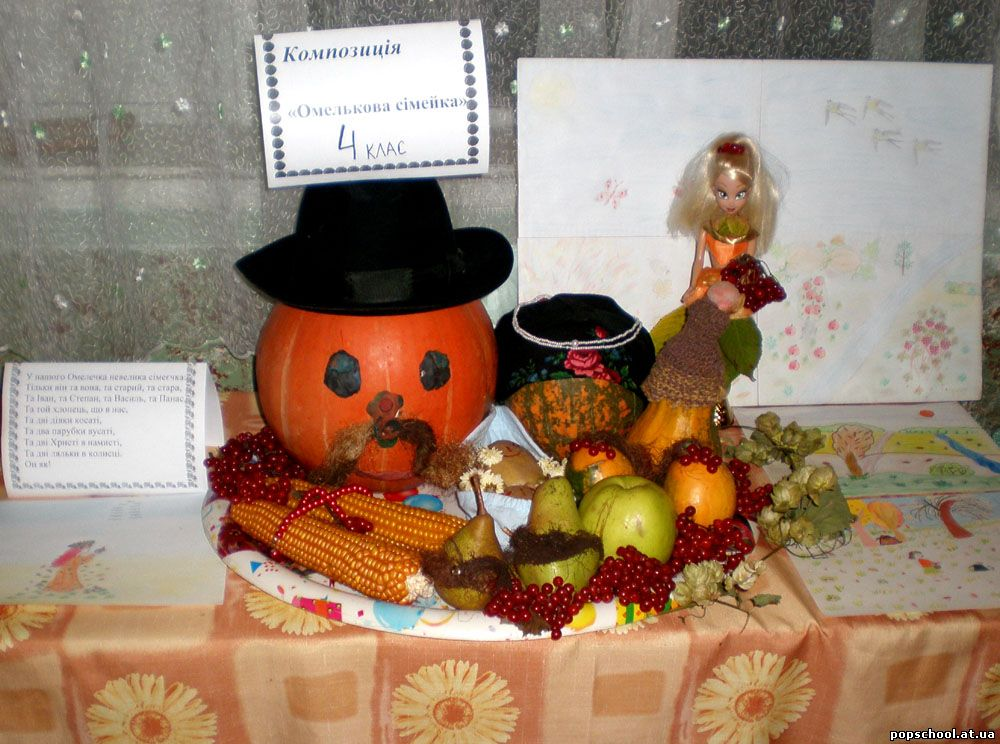 Композиція
«Омелькова сімейка»
4 клас
У нашого Омелечка невелика сімеєчка
Тільки він та вона, та старий, та стара,
Та Іван, та Степан, та Василь, та Панас,
Та той хлопець, що в нас,
Та дві дівки косаті,
Та два парубки вусаті,
Та дві Христі в намисті,
Та дві ляльки в колисці.
Он як!
popschool.at.ua